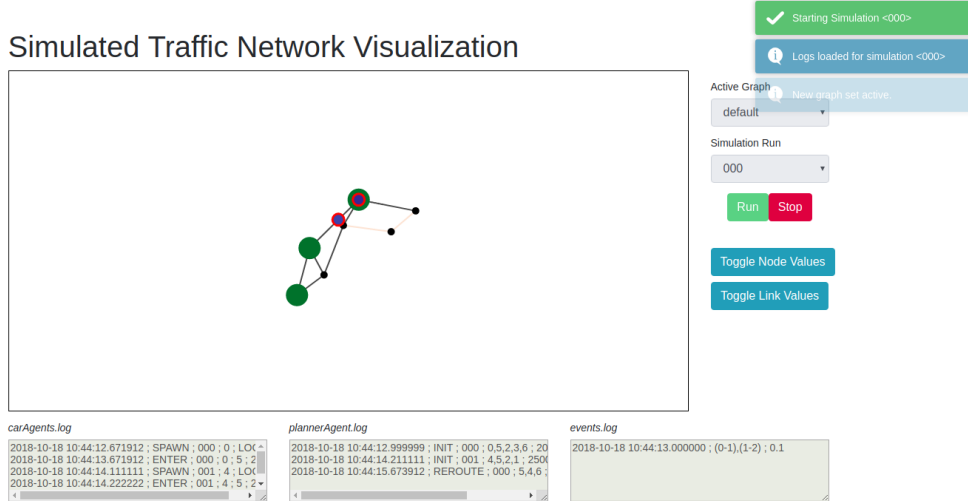 Starting Simulation <000>
Simulated Traffic Network Visualization
Logs loaded for simulation <000>
Active Graph
New graph set active.
default
Simulation Run
000
Run Stop
Toggle Node Values
Toggle Link Values
carAgents.log
2018-10-18 10:44:12.671912 ; SPAWN ; 000 ; 0 ; LOC
2018-10-18 10:44:13.671912 ; ENTER ; 000 ; 0 ; 5 ; 2
2018-10-18 10:44:14.111111 ; SPAWN ; 001 ; 4 ; LOC
2018-10-18 10:44:14.222222 ; ENTER ; 001 ; 4 ; 5 ; 2
plannerAgent.log
2018-10-18 10:44:12.999999 ; INIT ; 000 ; 0,5,2,3,6 ; 20
2018-10-18 10:44:14.211111 ; INIT ; 001 ; 4,5,2,1 ; 2500
2018-10-18 10:44:15.673912 ; REROUTE ; 000 ; 5,4,6 ;
events.log
2018-10-18 10:44:13.000000 ; (0-1),(1-2) ; 0.1